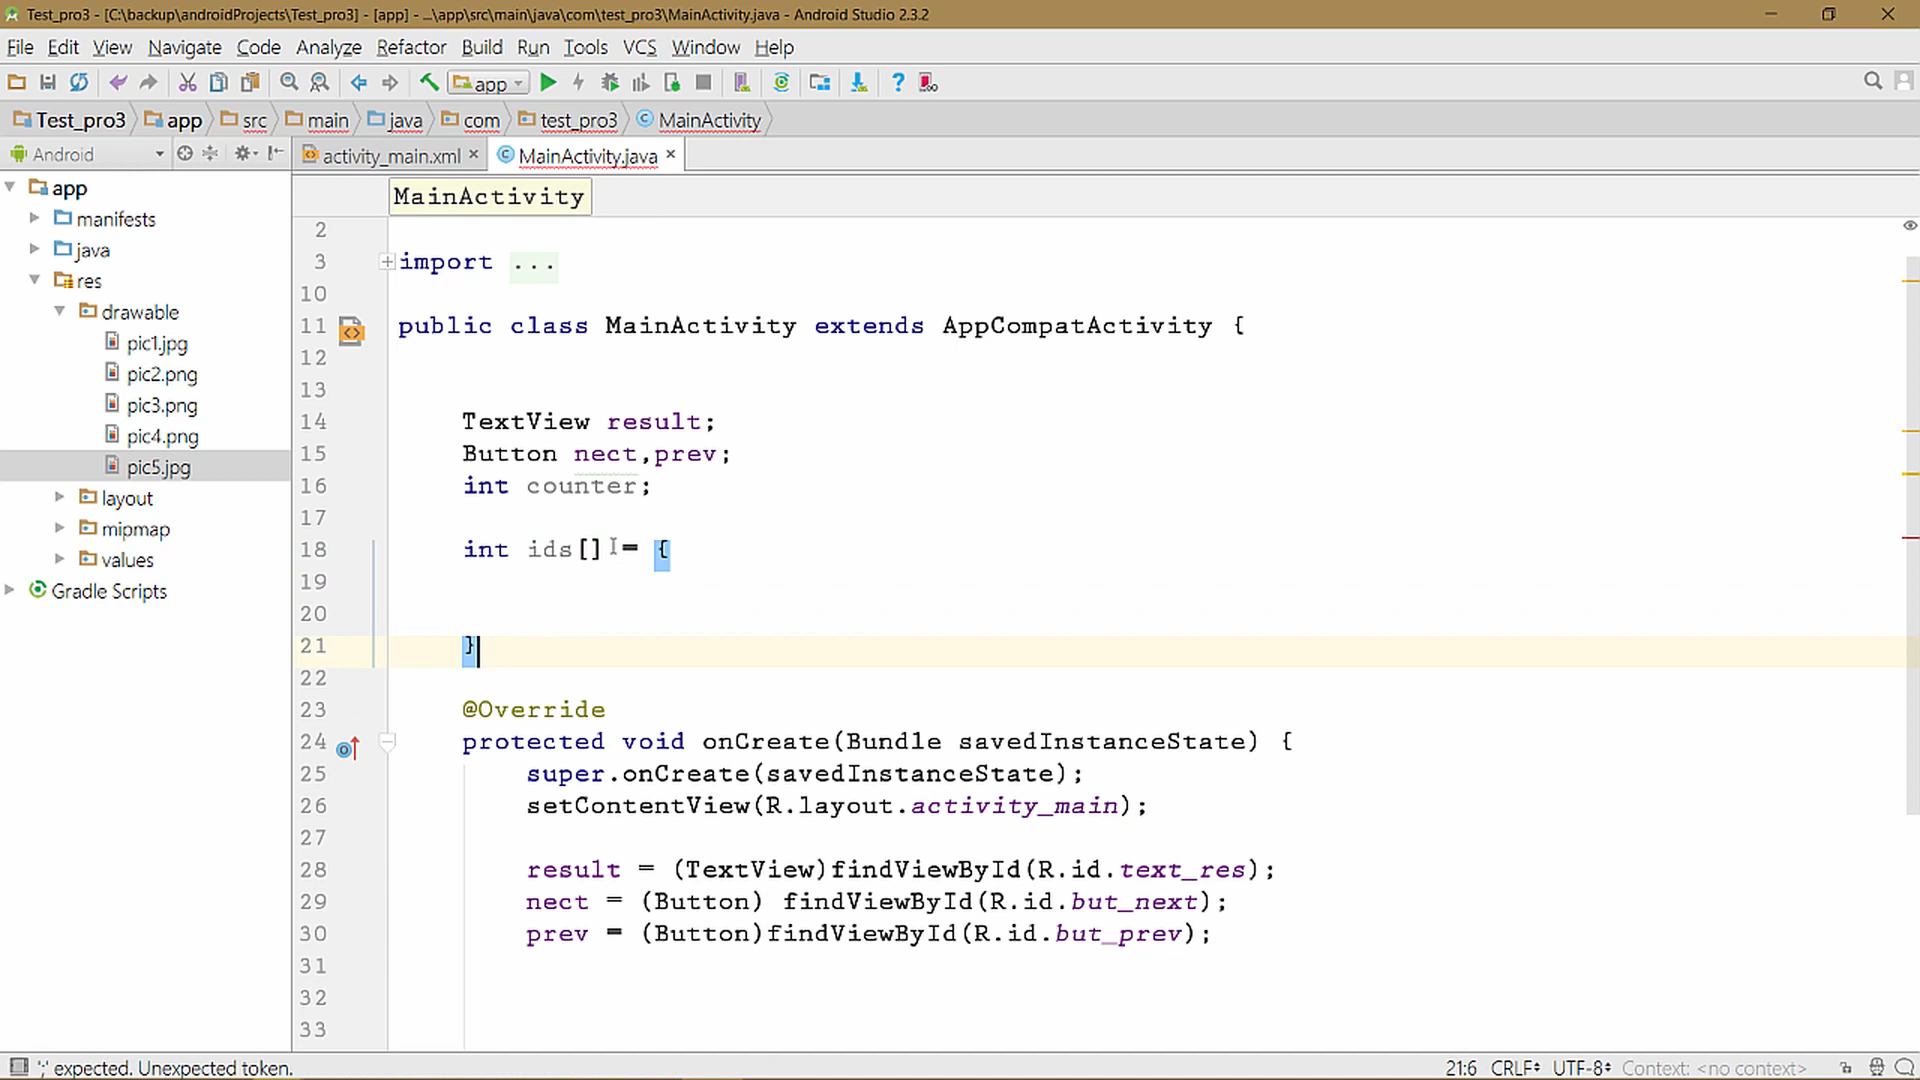 Test_pro3 - [C:\backup\androidProjects\Test_pro3] - [app] - ...\app\src\main\java\com\test_pro3\MainActivity.java - Android Studio 2.3.2
File Edit View Navigate Code Analyze Refactor Build Run Tools VCS Window Help
app
Test_pro3 app src main java com test_pro3 MainActivity
Android
activity_main.xml MainActivity.java
app
manifests
java
res
drawable
pic1.jpg
pic2.png
pic3.png
pic4.png
pic5.jpg
layout
mipmap
values
Gradle Scripts
MainActivity
2
3 import ...
10
11 public class MainActivity extends AppCompatActivity {
12
13
14 TextView result;
15 Button nect,prev;
16 int counter;
17
18 int ids[] = {
19
20
21 }
22
23 @Override
24 protected void onCreate(Bundle savedInstanceState) {
25 super.onCreate(savedInstanceState);
26 setContentView(R.layout.activity_main);
27
28 result = (TextView)findViewById(R.id.text_res);
29 nect = (Button) findViewById(R.id.but_next);
30 prev = (Button)findViewById(R.id.but_prev);
31
32
33
';' expected. Unexpected token. 21:6 CRLF UTF-8 Context: <no context>